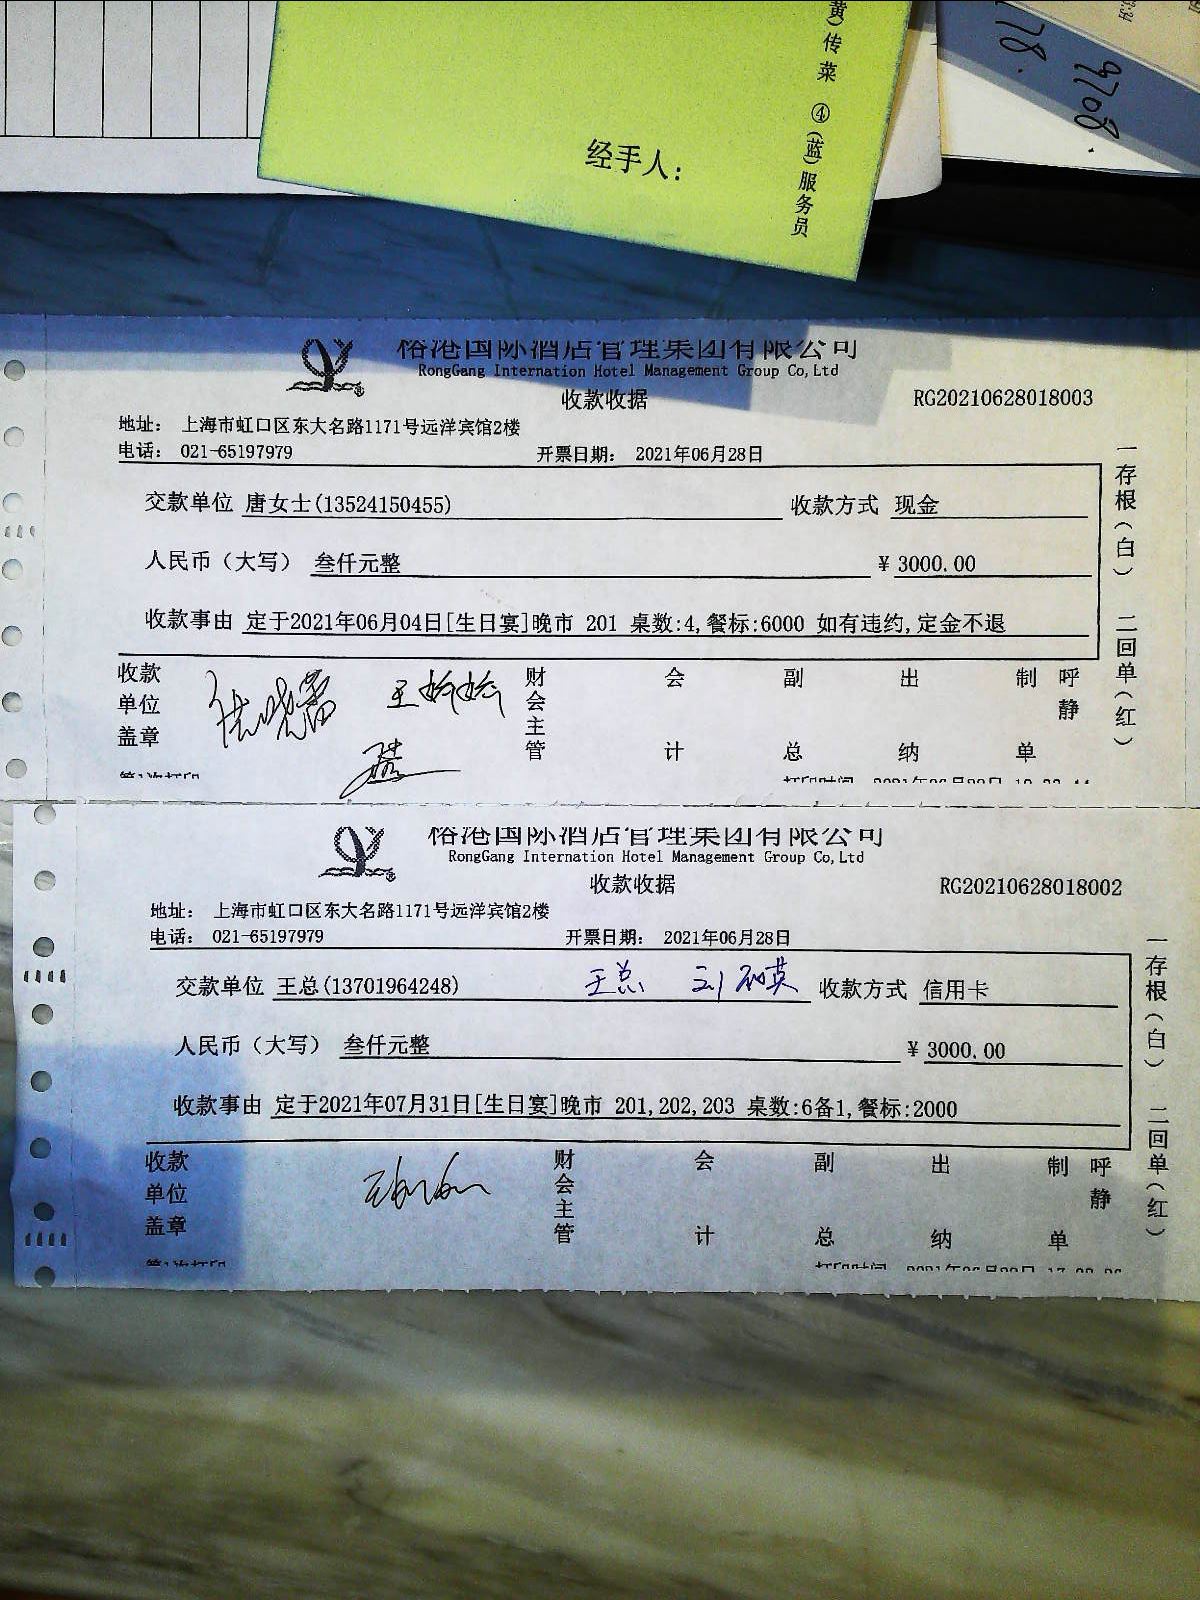 黄)传菜 ④(蓝)服务员
经手人:
78.
9708.
榕港国际酒店管理集团有限公司
RongGang Internation Hotel Management Group Co,Ltd
收款收据
RG20210628018003
地址: 上海市虹口区东大名路1171号远洋宾馆2楼
电话: 021-65197979 开票日期: 2021年06月28日
交款单位 唐女士(13524150455) 收款方式 现金
人民币（大写） 叁仟元整 ¥ 3000.00
收款事由 定于2021年06月04日[生日宴]晚市 201 桌数:4,餐标:6000 如有违约,定金不退
收款单位盖章 财会主管 会计 副总 出纳 制单 呼静
一存根(白) 二回单(红)
第1次打印
榕港国际酒店管理集团有限公司
RongGang Internation Hotel Management Group Co,Ltd
收款收据
RG20210628018002
地址: 上海市虹口区东大名路1171号远洋宾馆2楼
电话: 021-65197979 开票日期: 2021年06月28日
交款单位 王总(13701964248) 王总 收款方式 信用卡
人民币（大写） 叁仟元整 ¥ 3000.00
收款事由 定于2021年07月31日[生日宴]晚市 201,202,203 桌数:6备1,餐标:2000
收款单位盖章 财会主管 会计 副总 出纳 制单 呼静
一存根(白) 二回单(红)
第1次打印